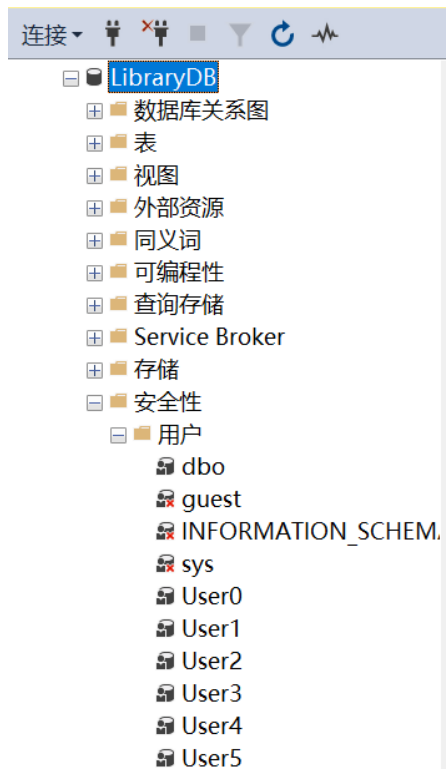 连接
LibraryDB
数据库关系图
表
视图
外部资源
同义词
可编程性
查询存储
Service Broker
存储
安全性
用户
dbo
guest
INFORMATION_SCHEM
sys
User0
User1
User2
User3
User4
User5